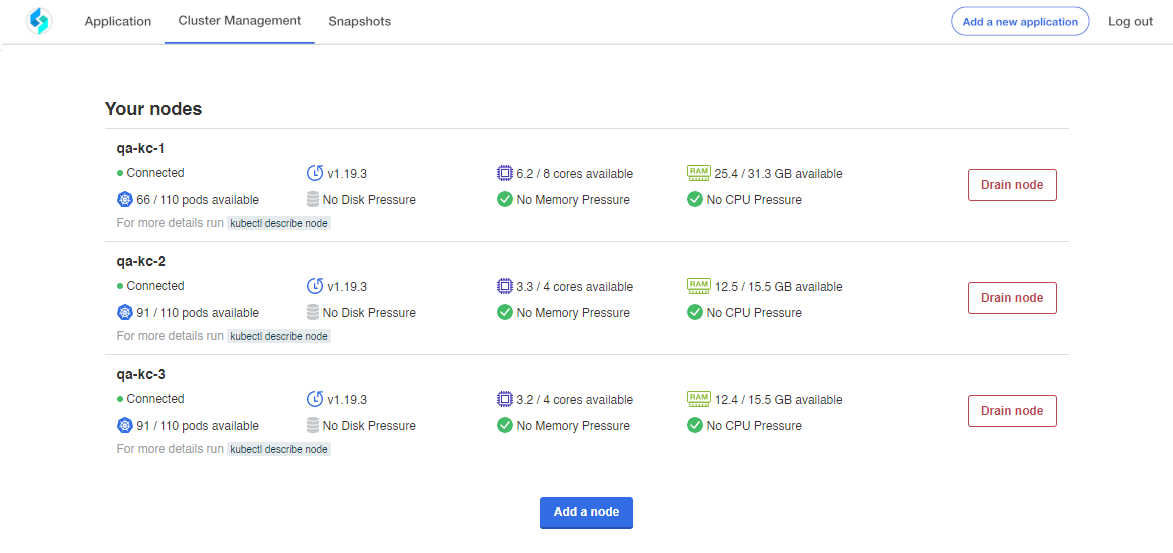 Application Cluster Management Snapshots Add a new application Log out
Your nodes
qa-kc-1
Connected v1.19.3 6.2 / 8 cores available RAM 25.4 / 31.3 GB available
Drain node
66 / 110 pods available No Disk Pressure No Memory Pressure No CPU Pressure
For more details run kubectl describe node
qa-kc-2
Connected v1.19.3 3.3 / 4 cores available RAM 12.5 / 15.5 GB available
Drain node
91 / 110 pods available No Disk Pressure No Memory Pressure No CPU Pressure
For more details run kubectl describe node
qa-kc-3
Connected v1.19.3 3.2 / 4 cores available RAM 12.4 / 15.5 GB available
Drain node
91 / 110 pods available No Disk Pressure No Memory Pressure No CPU Pressure
For more details run kubectl describe node
Add a node